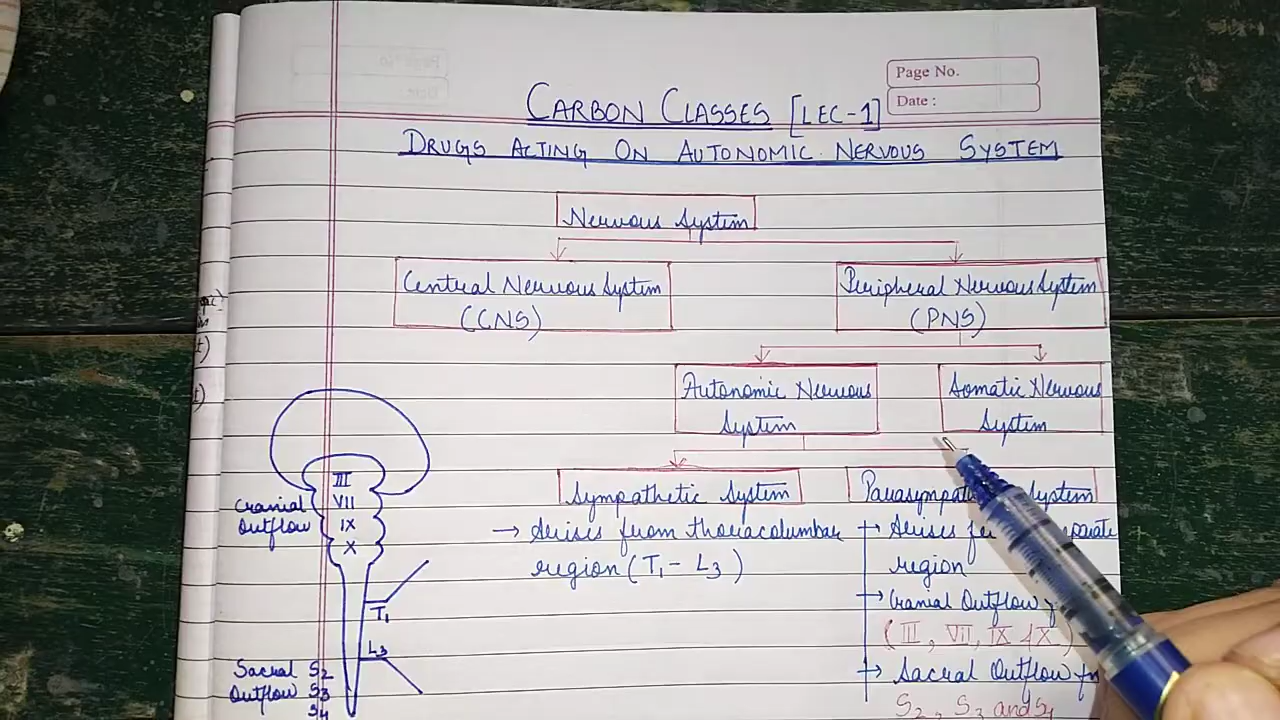 Page No.
Date :
CARBON CLASSES [LEC-1]
DRUGS ACTING ON AUTONOMIC NERVOUS SYSTEM
Nervous System
Central Nervous System
(CNS)
Peripheral Nervous System
(PNS)
Autonomic Nervous
System
Somatic Nervous
System
Sympathetic System
→ Arises from thoracolumbar
region (T1 - L3)
→ Arises
region
→ Cranial Outflow
(III, VII, IX
→ Sacral Outflow
S2, S3 and S4
III
VII
IX
X
Cranial
Outflow
T1
L3
Sacral S2
Outflow S3
S4